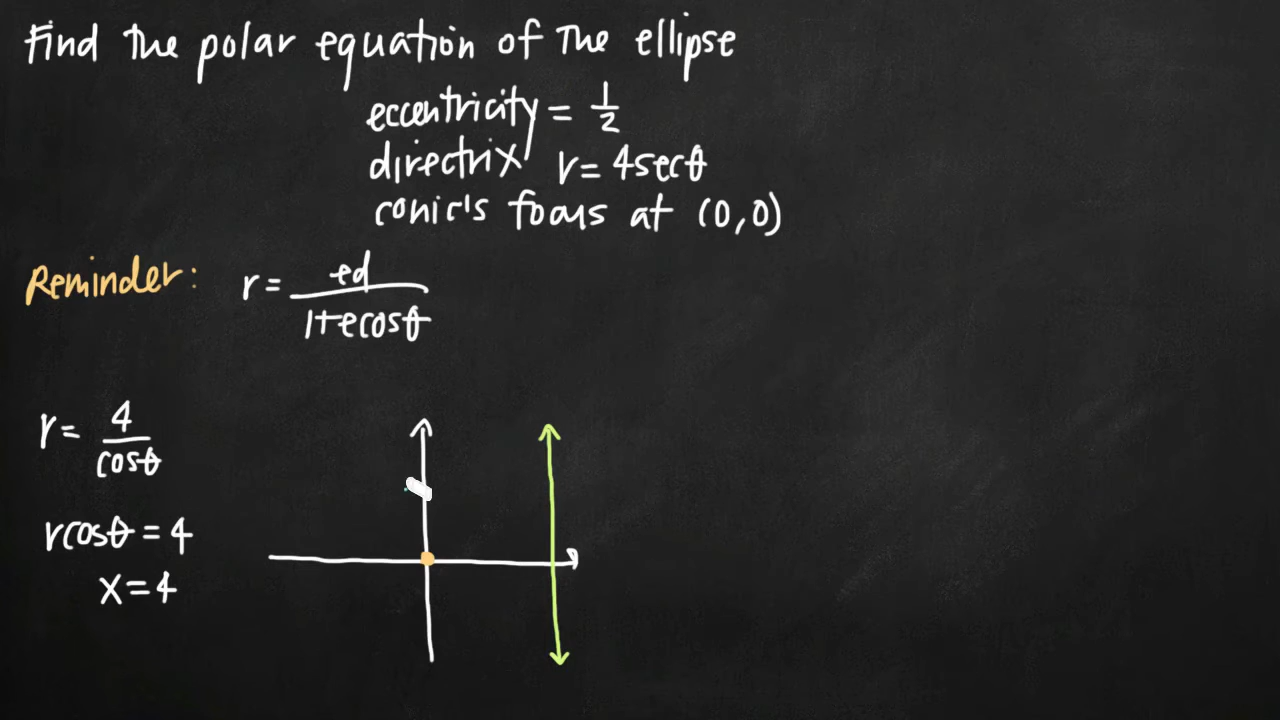 Find the polar equation of the ellipse
eccentricity = 1/2
directrix r = 4secθ
conic's focus at (0,0)
Reminder: r = ed/1+ecosθ
r = 4/cosθ
rcosθ = 4
x = 4